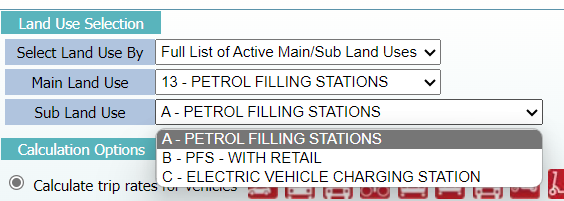 Land Use Selection
Select Land Use By Full List of Active Main/Sub Land Uses
Main Land Use 13 - PETROL FILLING STATIONS
Sub Land Use A - PETROL FILLING STATIONS
A - PETROL FILLING STATIONS
Calculation Options
B - PFS - WITH RETAIL
C - ELECTRIC VEHICLE CHARGING STATION
Calculate trip rates for vehicles